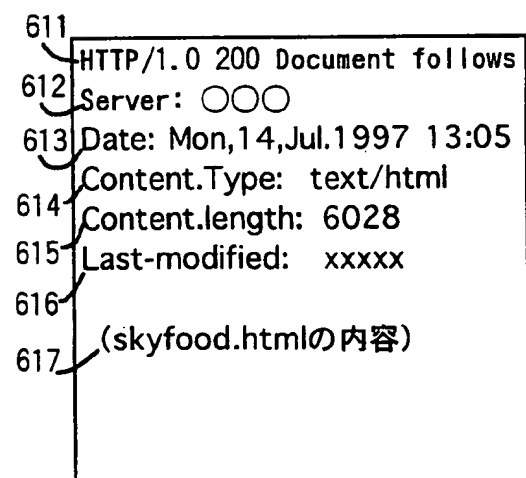 611
HTTP/1.0 200 Document follows
612
Server: ○○○
613
Date: Mon,14,Jul.1997 13:05
614
Content.Type: text/html
615
Content.length: 6028
616
Last-modified: xxxxx
617
(skyfood.htmlの内容)